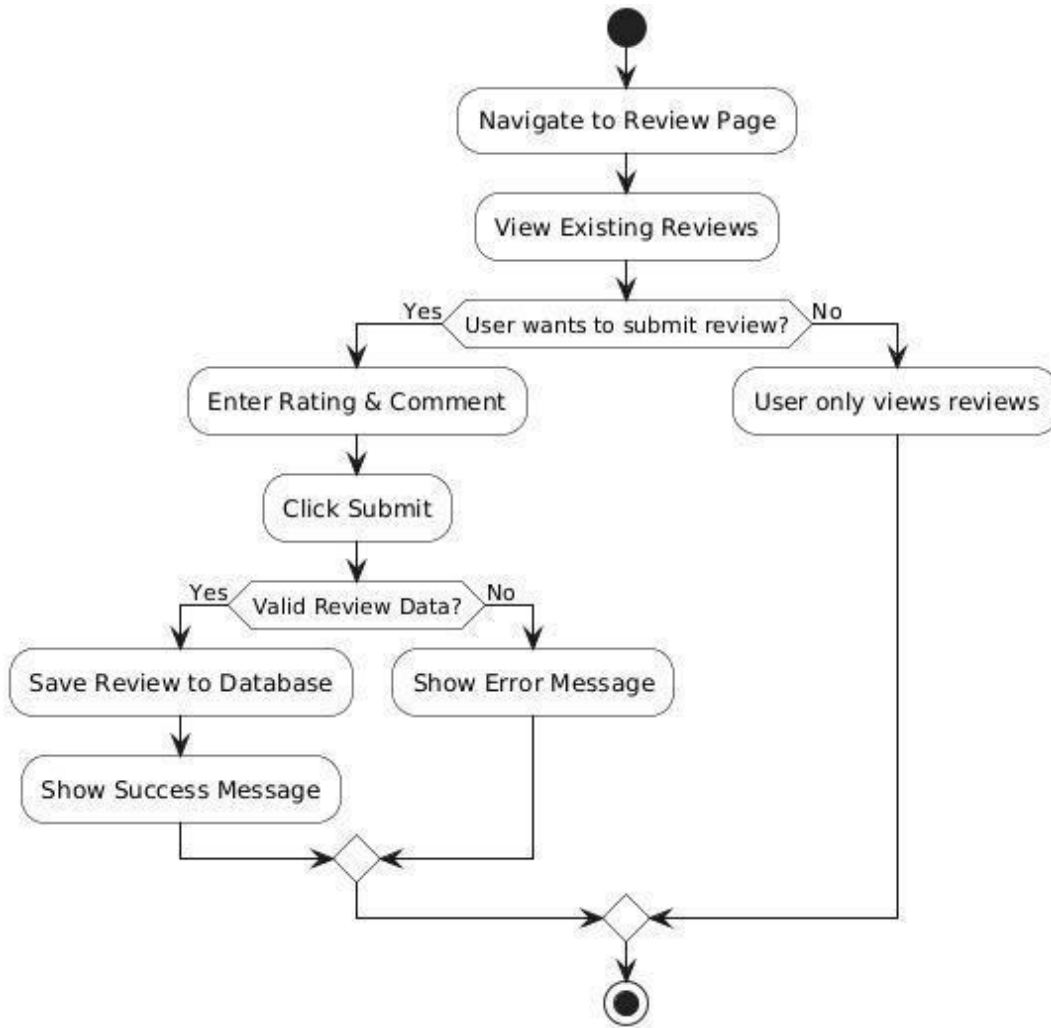 Navigate to Review Page
View Existing Reviews
Yes
User wants to submit review?
No
Enter Rating & Comment
User only views reviews
Click Submit
Yes
Valid Review Data?
No
Save Review to Database
Show Error Message
Show Success Message